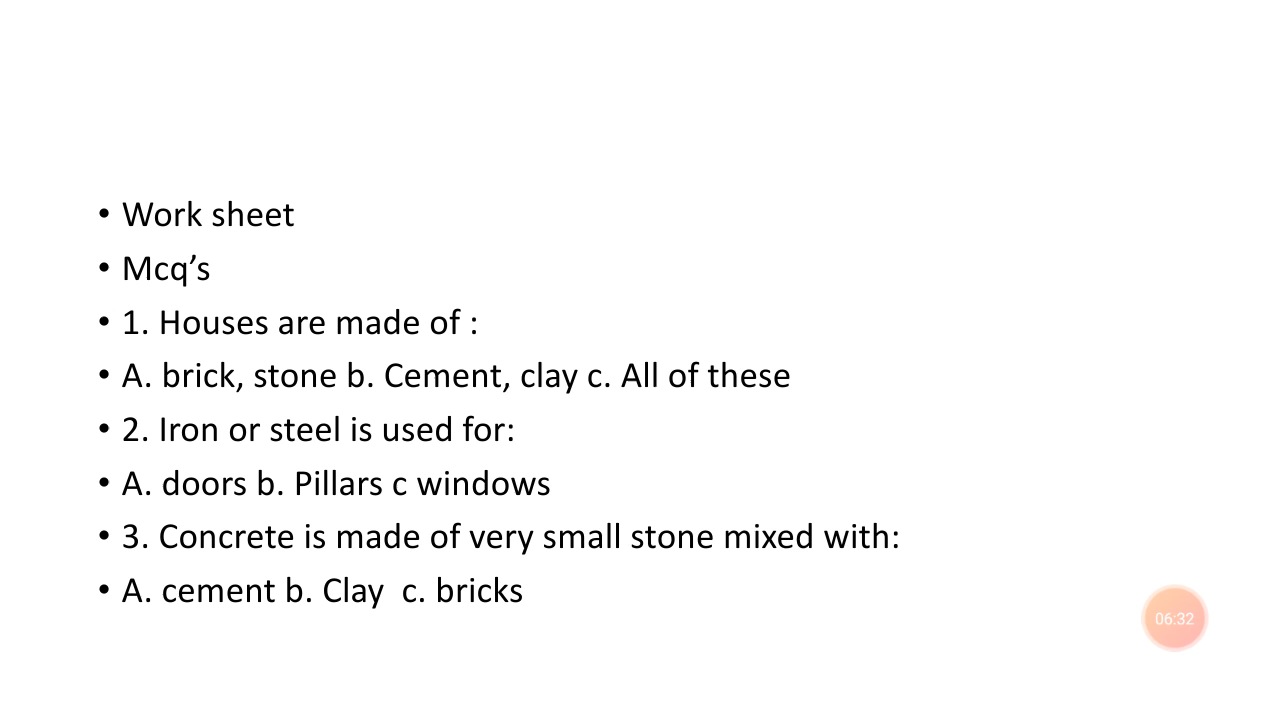 • Work sheet
• Mcq’s
• 1. Houses are made of :
• A. brick, stone b. Cement, clay c. All of these
• 2. Iron or steel is used for:
• A. doors b. Pillars c windows
• 3. Concrete is made of very small stone mixed with:
• A. cement b. Clay  c. bricks
06:32